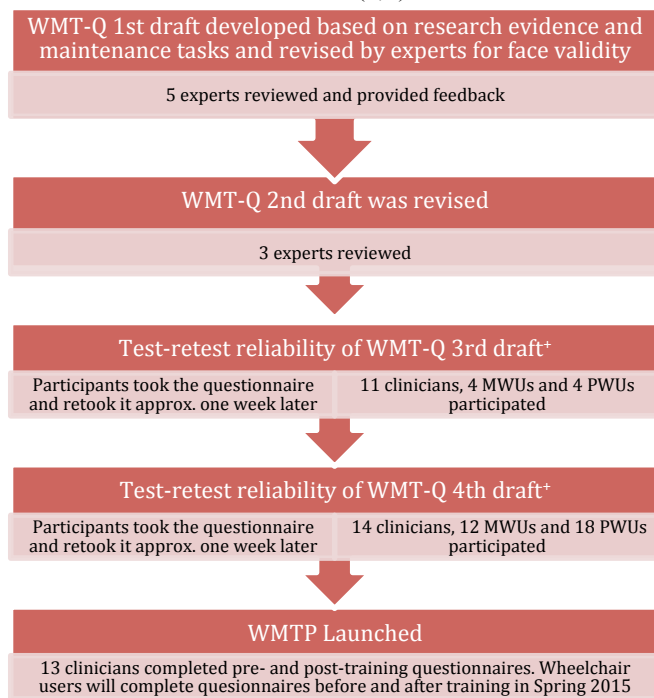 WMT-Q 1st draft developed based on research evidence and
maintenance tasks and revised by experts for face validity
5 experts reviewed and provided feedback
WMT-Q 2nd draft was revised
3 experts reviewed
Test-retest reliability of WMT-Q 3rd draft⁺
Participants took the questionnaire
and retook it approx. one week later
11 clinicians, 4 MWUs and 4 PWUs
participated
Test-retest reliability of WMT-Q 4th draft⁺
Participants took the questionnaire
and retook it approx. one week later
14 clinicians, 12 MWUs and 18 PWUs
participated
WMTP Launched
13 clinicians completed pre- and post-training questionnaires. Wheelchair
users will complete quesionnaires before and after training in Spring 2015